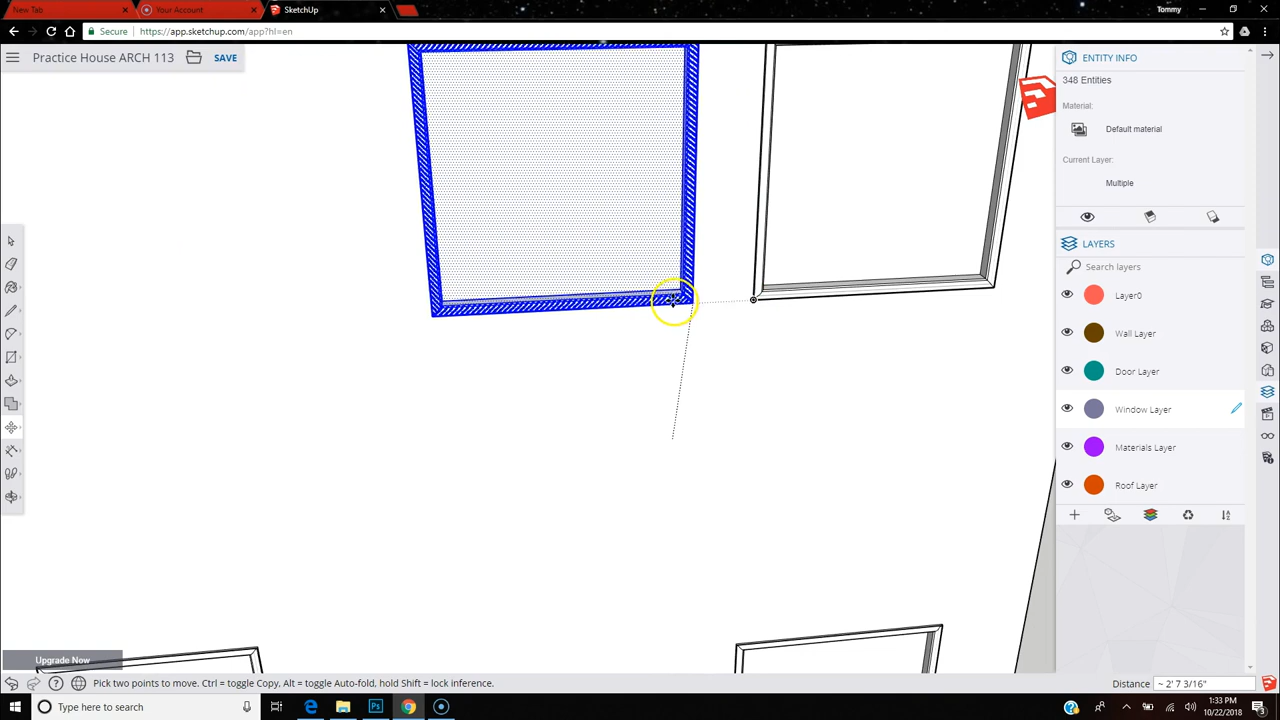 New Tab
Your Account
SketchUp
Tommy
Secure
https://app.sketchup.com/app?hl=en
Practice House ARCH 113
SAVE
ENTITY INFO
348 Entities
Material:
Default material
Current Layer:
Multiple
LAYERS
Search layers
Layer0
Wall Layer
Door Layer
Window Layer
Materials Layer
Roof Layer
Upgrade Now
Pick two points to move. Ctrl = toggle Copy. Alt = toggle Auto-fold, hold Shift = lock inference.
Distance
~ 2' 7 3/16"
Type here to search
Ps
1:33 PM
10/22/2018